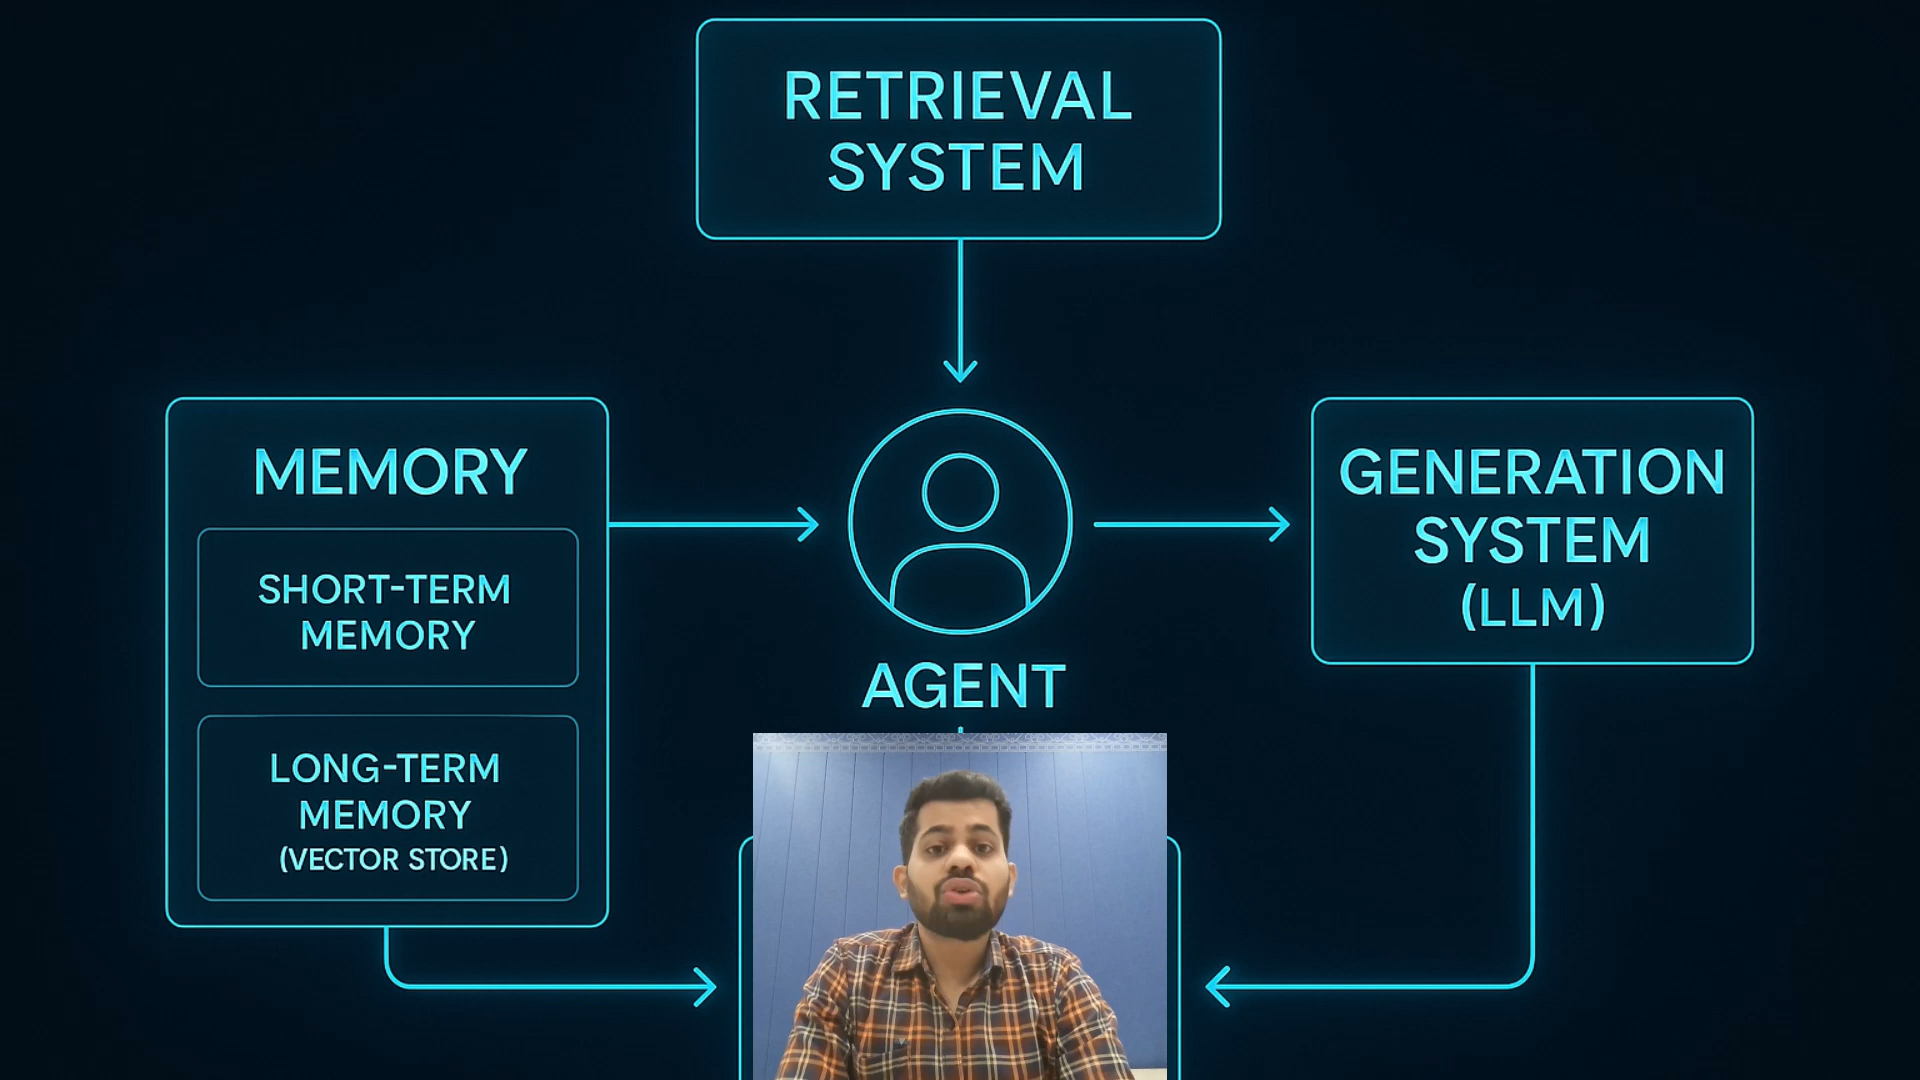 RETRIEVAL
SYSTEM
MEMORY
SHORT-TERM
MEMORY
LONG-TERM
MEMORY
(VECTOR STORE)
AGENT
GENERATION
SYSTEM
(LLM)